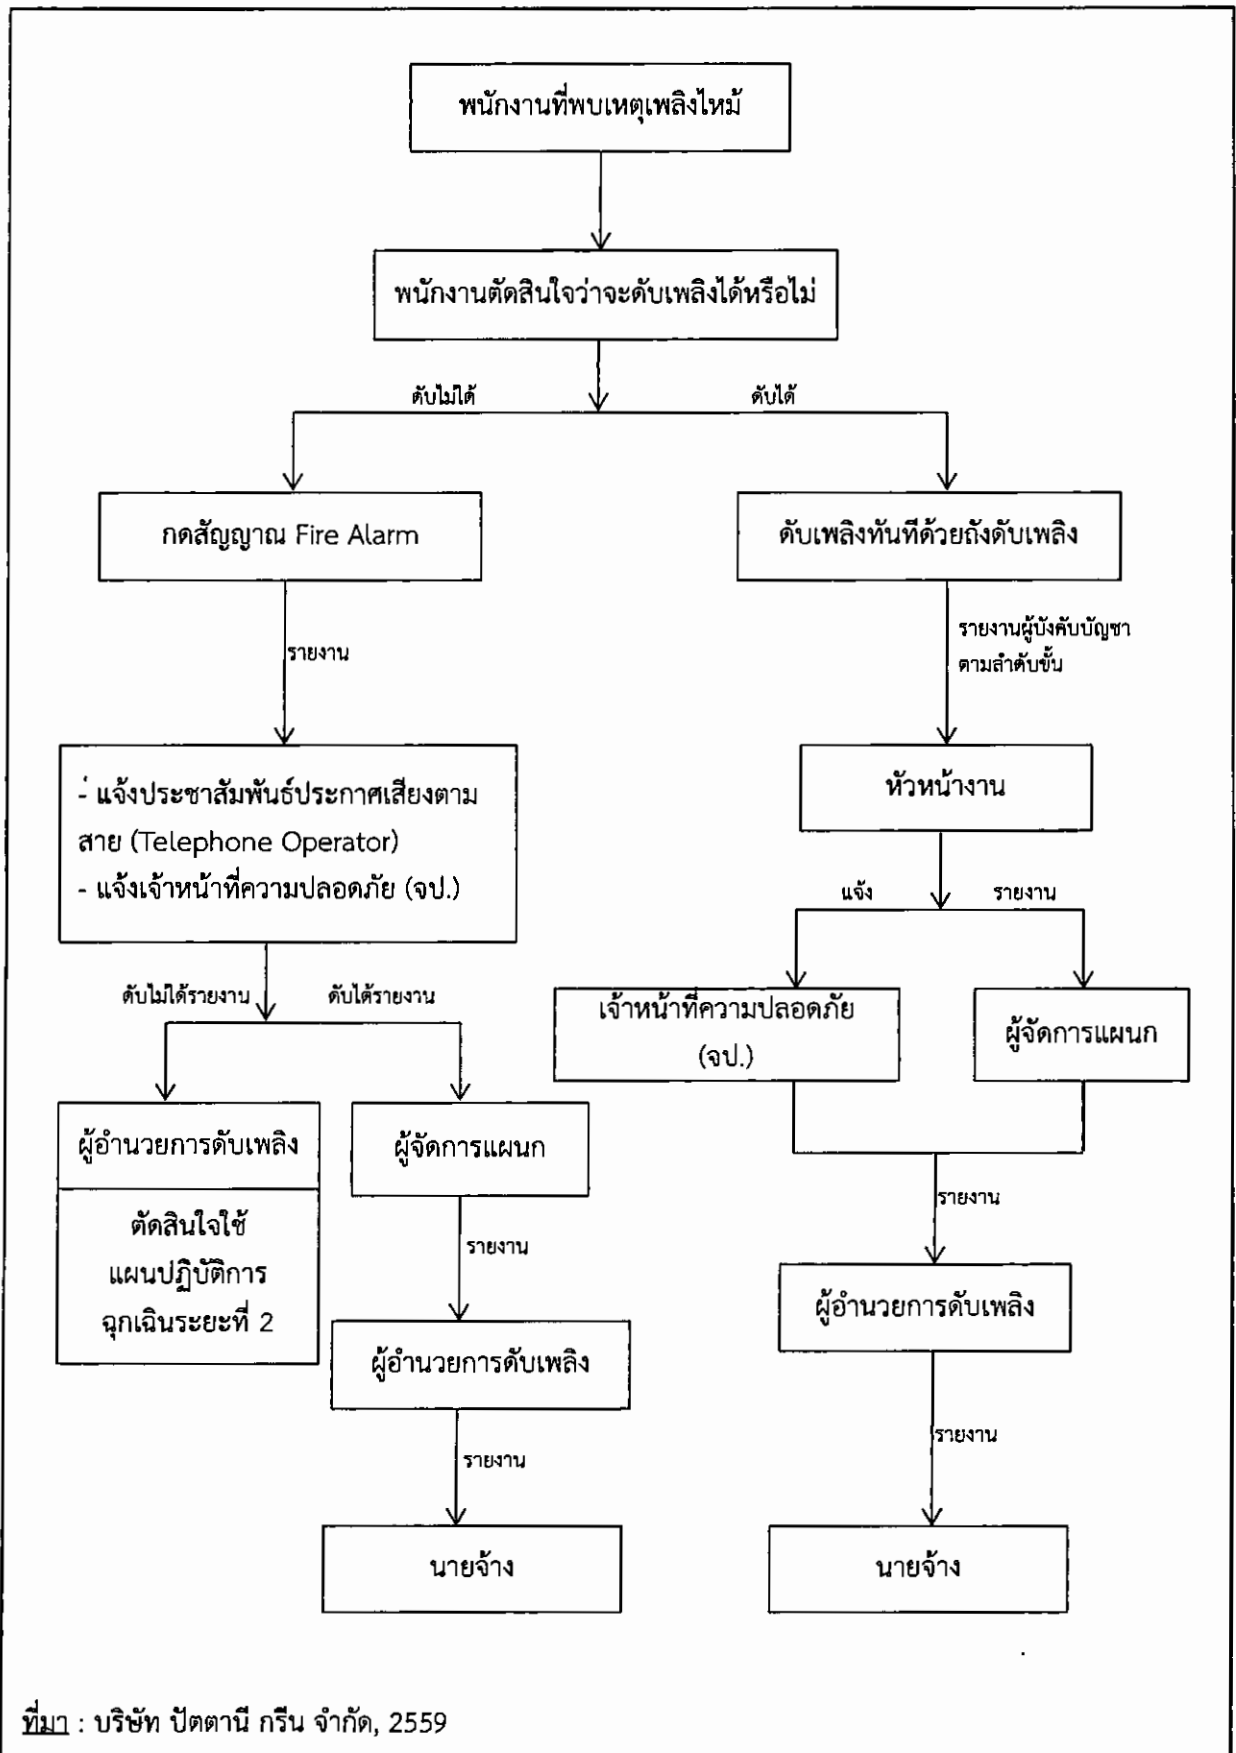 พนักงานที่พบเหตุเพลิงไหม้
พนักงานตัดสินใจว่าจะดับเพลิงได้หรือไม่
ดับไม่ได้
ดับได้
กดสัญญาณ Fire Alarm
ดับเพลิงทันทีด้วยถังดับเพลิง
รายงาน
รายงานผู้บังคับบัญชา
ตามลำดับขั้น
- แจ้งประชาสัมพันธ์ประกาศเสียงตาม
สาย (Telephone Operator)
- แจ้งเจ้าหน้าที่ความปลอดภัย (จป.)
หัวหน้างาน
แจ้ง
รายงาน
ดับไม่ได้รายงาน
ดับได้รายงาน
เจ้าหน้าที่ความปลอดภัย
(จป.)
ผู้จัดการแผนก
ผู้อำนวยการดับเพลิง
ตัดสินใจใช้
แผนปฏิบัติการ
ฉุกเฉินระยะที่ 2
ผู้จัดการแผนก
รายงาน
รายงาน
ผู้อำนวยการดับเพลิง
ผู้อำนวยการดับเพลิง
รายงาน
รายงาน
นายจ้าง
นายจ้าง
ที่มา : บริษัท ปัตตานี กรีน จำกัด, 2559